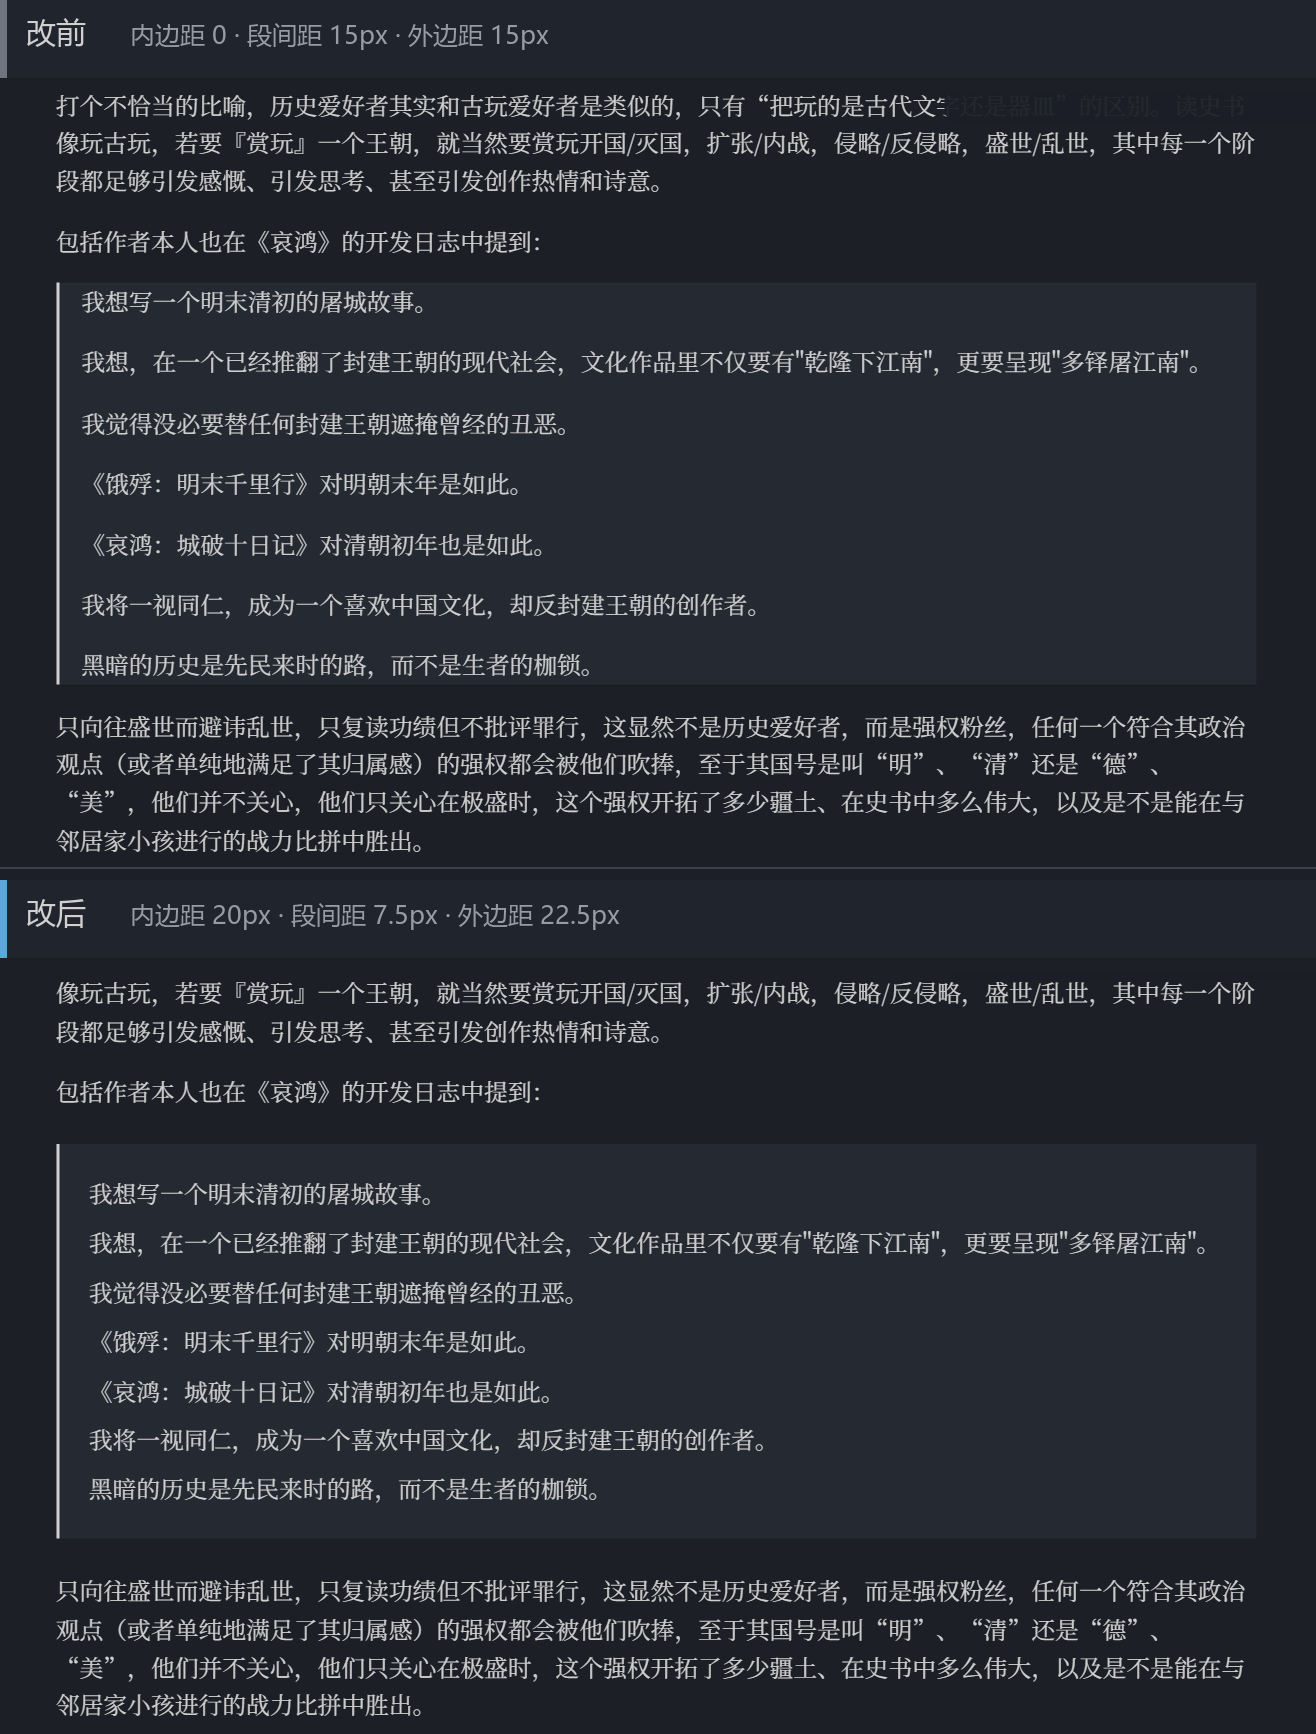 改前 内边距 0 · 段间距 15px · 外边距 15px
打个不恰当的比喻，历史爱好者其实和古玩爱好者是类似的，只有“把玩的是古代文字还是器皿”的区别。读史书
像玩古玩，若要『赏玩』一个王朝，就当然要赏玩开国/灭国，扩张/内战，侵略/反侵略，盛世/乱世，其中每一个阶
段都足够引发感慨、引发思考、甚至引发创作热情和诗意。
包括作者本人也在《哀鸿》的开发日志中提到：
我想写一个明末清初的屠城故事。
我想，在一个已经推翻了封建王朝的现代社会，文化作品里不仅要有"乾隆下江南"，更要呈现"多铎屠江南"。
我觉得没必要替任何封建王朝遮掩曾经的丑恶。
《饿殍：明末千里行》对明朝末年是如此。
《哀鸿：城破十日记》对清朝初年也是如此。
我将一视同仁，成为一个喜欢中国文化，却反封建王朝的创作者。
黑暗的历史是先民来时的路，而不是生者的枷锁。
只向往盛世而避讳乱世，只复读功绩但不批评罪行，这显然不是历史爱好者，而是强权粉丝，任何一个符合其政治
观点（或者单纯地满足了其归属感）的强权都会被他们吹捧，至于其国号是叫“明”、“清”还是“德”、
“美”，他们并不关心，他们只关心在极盛时，这个强权开拓了多少疆土、在史书中多么伟大，以及是不是能在与
邻居家小孩进行的战力比拼中胜出。
改后 内边距 20px · 段间距 7.5px · 外边距 22.5px
像玩古玩，若要『赏玩』一个王朝，就当然要赏玩开国/灭国，扩张/内战，侵略/反侵略，盛世/乱世，其中每一个阶
段都足够引发感慨、引发思考、甚至引发创作热情和诗意。
包括作者本人也在《哀鸿》的开发日志中提到：
我想写一个明末清初的屠城故事。
我想，在一个已经推翻了封建王朝的现代社会，文化作品里不仅要有"乾隆下江南"，更要呈现"多铎屠江南"。
我觉得没必要替任何封建王朝遮掩曾经的丑恶。
《饿殍：明末千里行》对明朝末年是如此。
《哀鸿：城破十日记》对清朝初年也是如此。
我将一视同仁，成为一个喜欢中国文化，却反封建王朝的创作者。
黑暗的历史是先民来时的路，而不是生者的枷锁。
只向往盛世而避讳乱世，只复读功绩但不批评罪行，这显然不是历史爱好者，而是强权粉丝，任何一个符合其政治
观点（或者单纯地满足了其归属感）的强权都会被他们吹捧，至于其国号是叫“明”、“清”还是“德”、
“美”，他们并不关心，他们只关心在极盛时，这个强权开拓了多少疆土、在史书中多么伟大，以及是不是能在与
邻居家小孩进行的战力比拼中胜出。